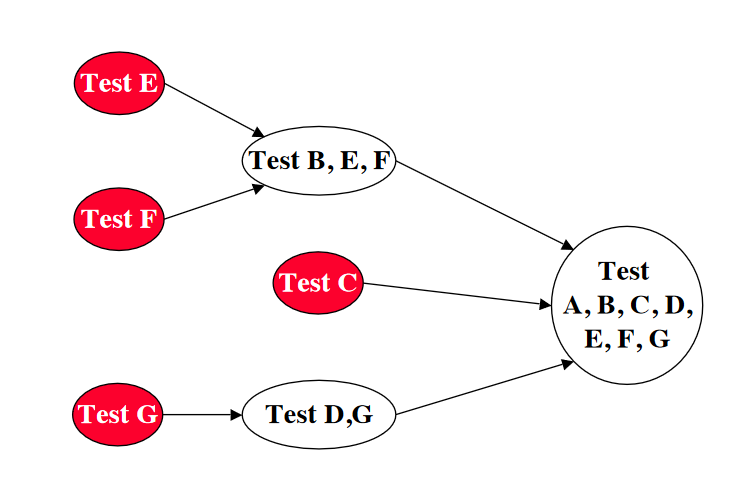 Test E
Test B, E, F
Test F
Test C
Test
A, B, C, D,
E, F, G
Test G
Test D,G